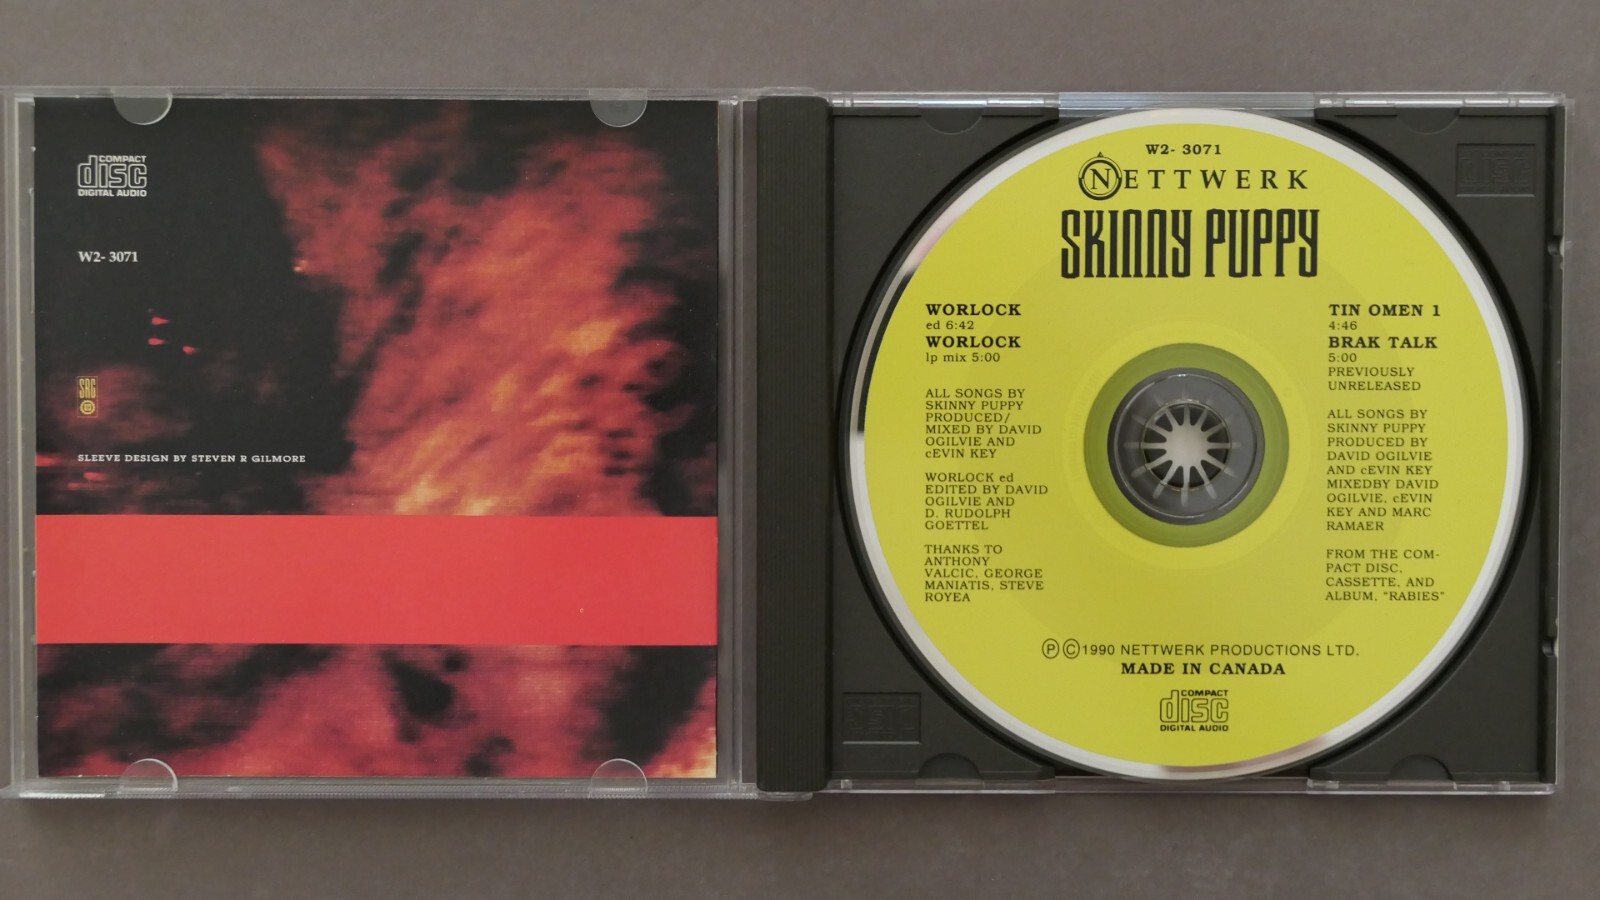 COMPACT
disc
DIGITAL AUDIO
W2- 3071
SRG
SLEEVE DESIGN BY STEVEN R GILMORE
W2- 3071
NETTWERK
SKINNY PUPPY
WORLOCK
ed 6:42
WORLOCK
lp mix 5:00
ALL SONGS BY
SKINNY PUPPY
PRODUCED/
MIXED BY DAVID
OGILVIE AND
cEVIN KEY
WORLOCK ed
EDITED BY DAVID
OGILVIE AND
D. RUDOLPH
GOETTEL
THANKS TO
ANTHONY
VALCIC, GEORGE
MANIATIS, STEVE
ROYEA
TIN OMEN 1
4:46
BRAK TALK
5:00
PREVIOUSLY
UNRELEASED
ALL SONGS BY
SKINNY PUPPY
PRODUCED BY
DAVID OGILVIE
AND cEVIN KEY
MIXEDBY DAVID
OGILVIE, cEVIN
KEY AND MARC
RAMAER
FROM THE COM-
PACT DISC,
CASSETTE, AND
ALBUM, "RABIES"
Ⓟ©1990 NETTWERK PRODUCTIONS LTD.
MADE IN CANADA
COMPACT
disc
DIGITAL AUDIO